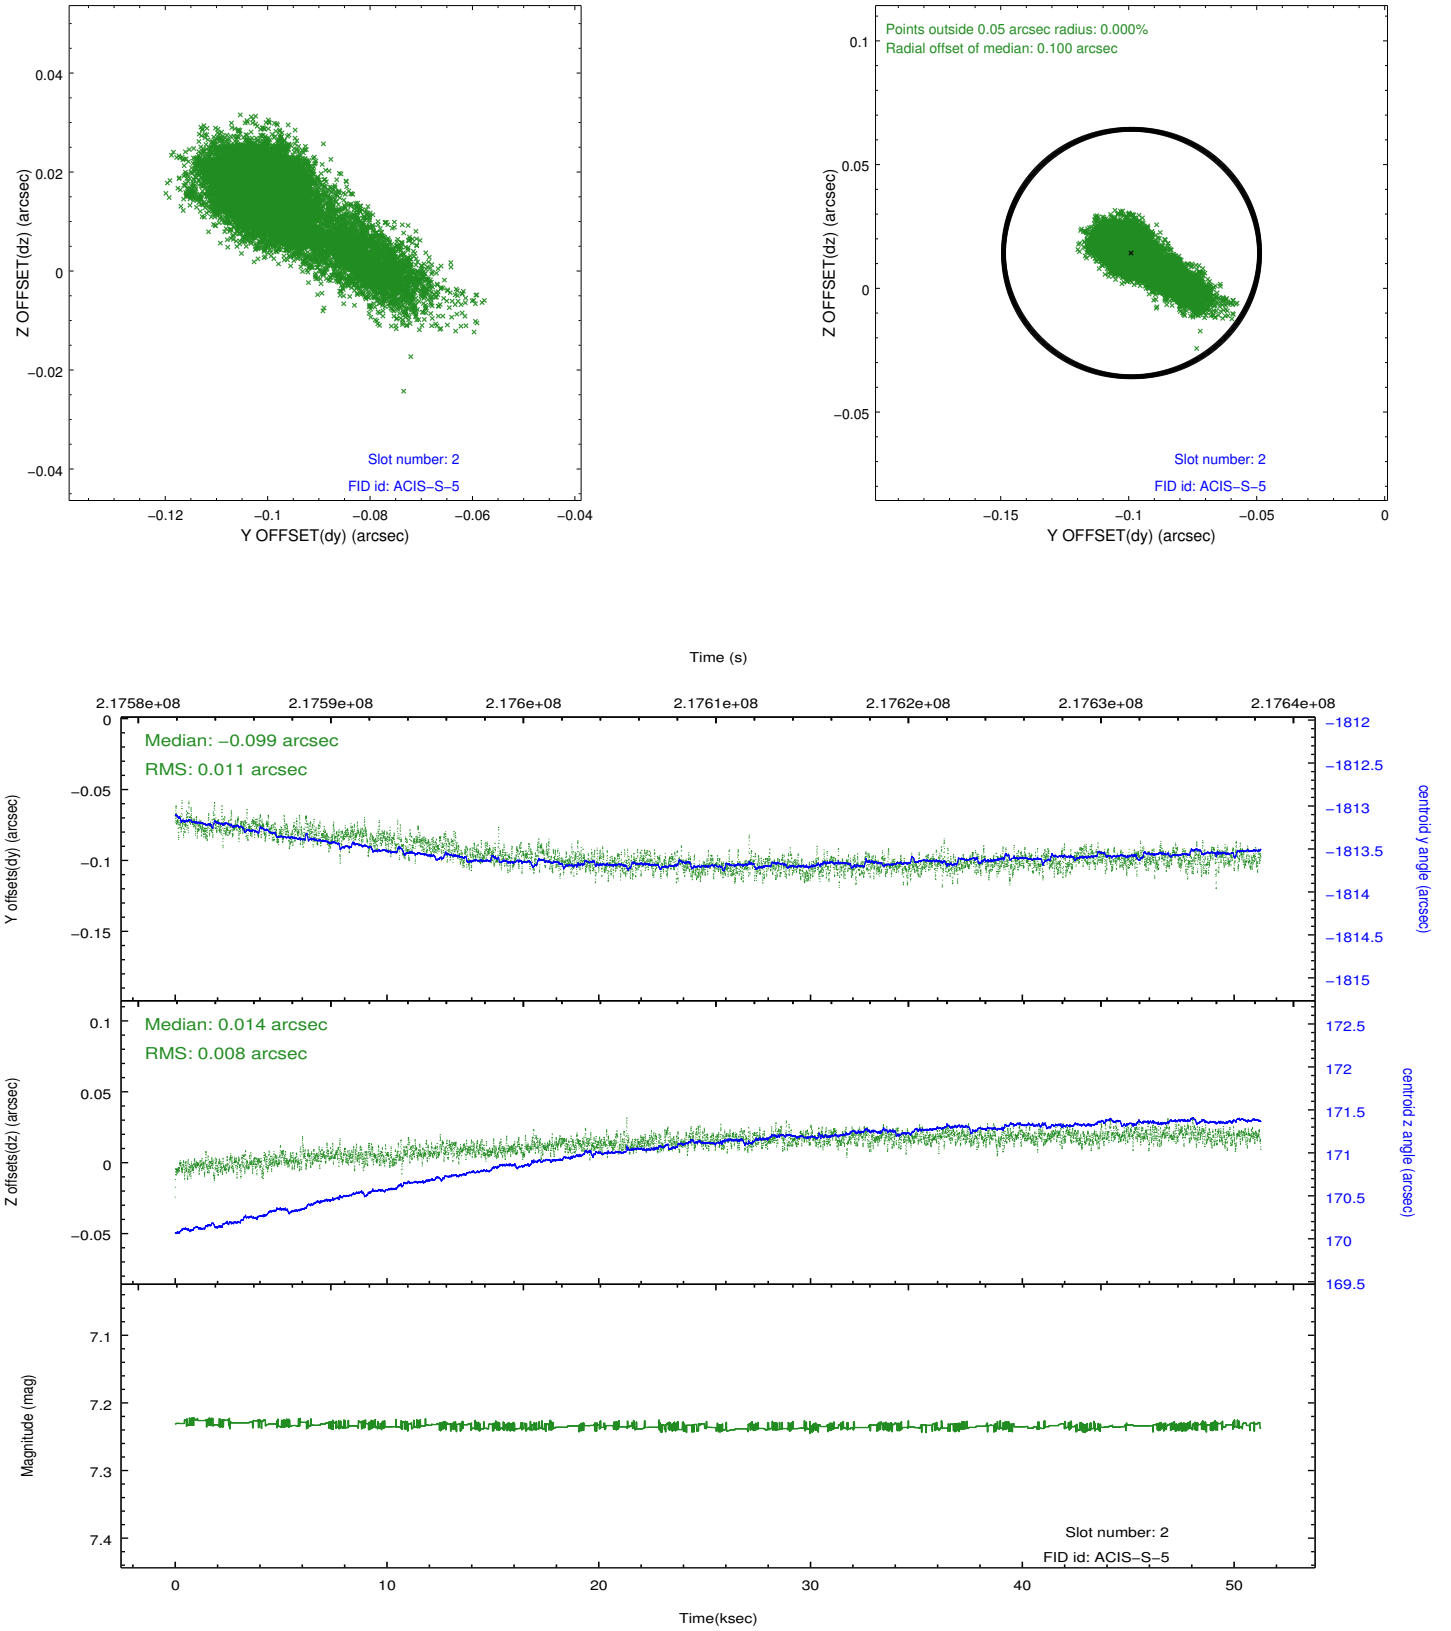 0.04
0.02
0
−0.02
−0.04
Z OFFSET(dz) (arcsec)
Slot number: 2
FID id: ACIS−S−5
−0.12
−0.1
−0.08
−0.06
−0.04
Y OFFSET(dy) (arcsec)
Points outside 0.05 arcsec radius: 0.000%
Radial offset of median: 0.100 arcsec
0.1
0.05
0
−0.05
Z OFFSET(dz) (arcsec)
Slot number: 2
FID id: ACIS−S−5
−0.15
−0.1
−0.05
0
Y OFFSET(dy) (arcsec)
Time (s)
2.1758e+08
2.1759e+08
2.176e+08
2.1761e+08
2.1762e+08
2.1763e+08
2.1764e+08
Median: −0.099 arcsec
RMS: 0.011 arcsec
0
−0.05
−0.1
−0.15
Y offsets(dy) (arcsec)
−1812
−1812.5
−1813
−1813.5
−1814
−1814.5
−1815
centroid y angle (arcsec)
Median: 0.014 arcsec
RMS: 0.008 arcsec
0.1
0.05
0
−0.05
Z offsets(dz) (arcsec)
172.5
172
171.5
171
170.5
170
169.5
centroid z angle (arcsec)
7.1
7.2
7.3
7.4
Magnitude (mag)
Slot number: 2
FID id: ACIS−S−5
0
10
20
30
40
50
Time(ksec)